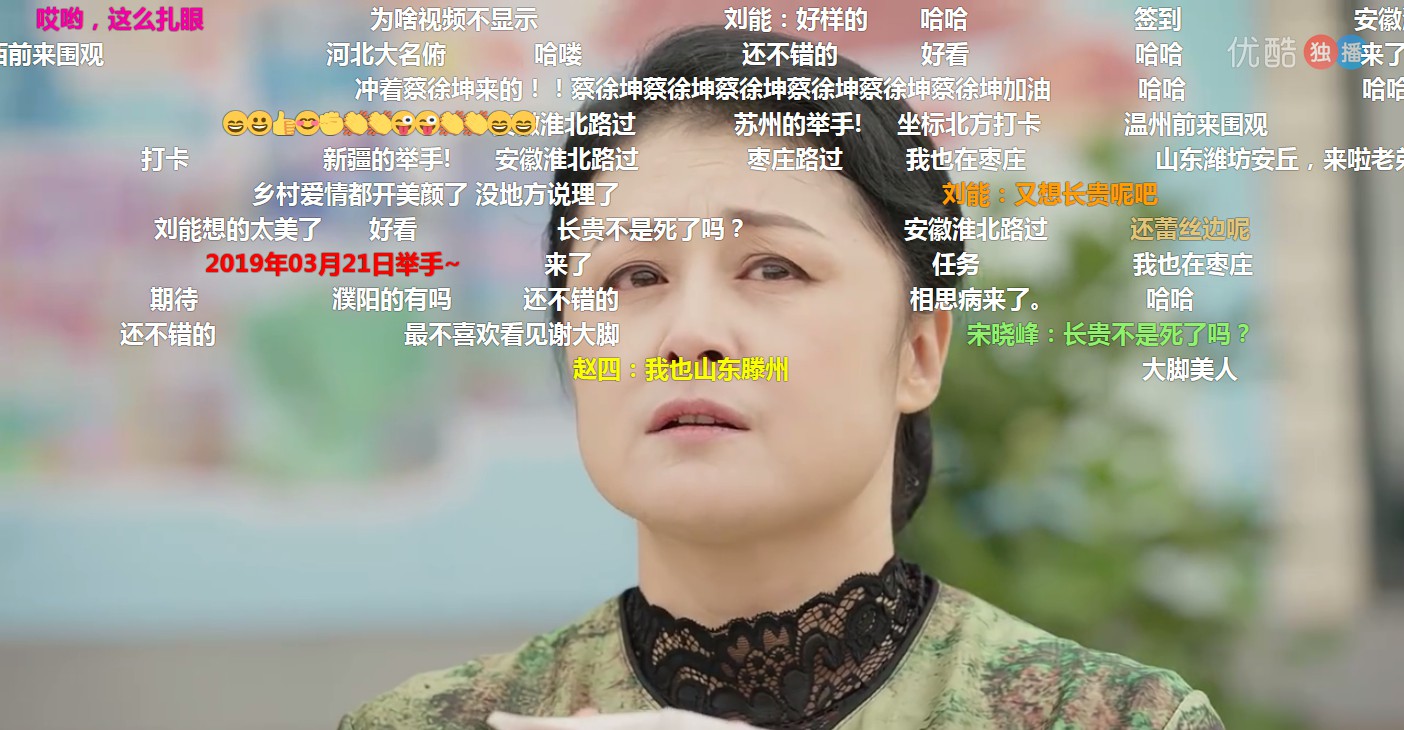 哎哟，这么扎眼 为啥视频不显示 刘能：好样的 哈哈 签到 安徽
前来围观 河北大名俯 哈喽 还不错的 好看 哈哈 优酷 独播 来了
冲着蔡徐坤来的！！蔡徐坤蔡徐坤蔡徐坤蔡徐坤蔡徐坤蔡徐坤加油 哈哈 哈哈
😄😃👍😊✊👏👏😜😜👏👏😄😄淮北路过 苏州的举手! 坐标北方打卡 温州前来围观
打卡 新疆的举手! 安徽淮北路过 枣庄路过 我也在枣庄 山东潍坊安丘，来啦老
乡村爱情都开美颜了 没地方说理了 刘能：又想长贵呢吧
刘能想的太美了 好看 长贵不是死了吗？ 安徽淮北路过 还蕾丝边呢
2019年03月21日举手~ 来了 任务 我也在枣庄
期待 濮阳的有吗 还不错的 相思病来了。 哈哈
还不错的 最不喜欢看见谢大脚 宋晓峰：长贵不是死了吗？
赵四：我也山东滕州 大脚美人